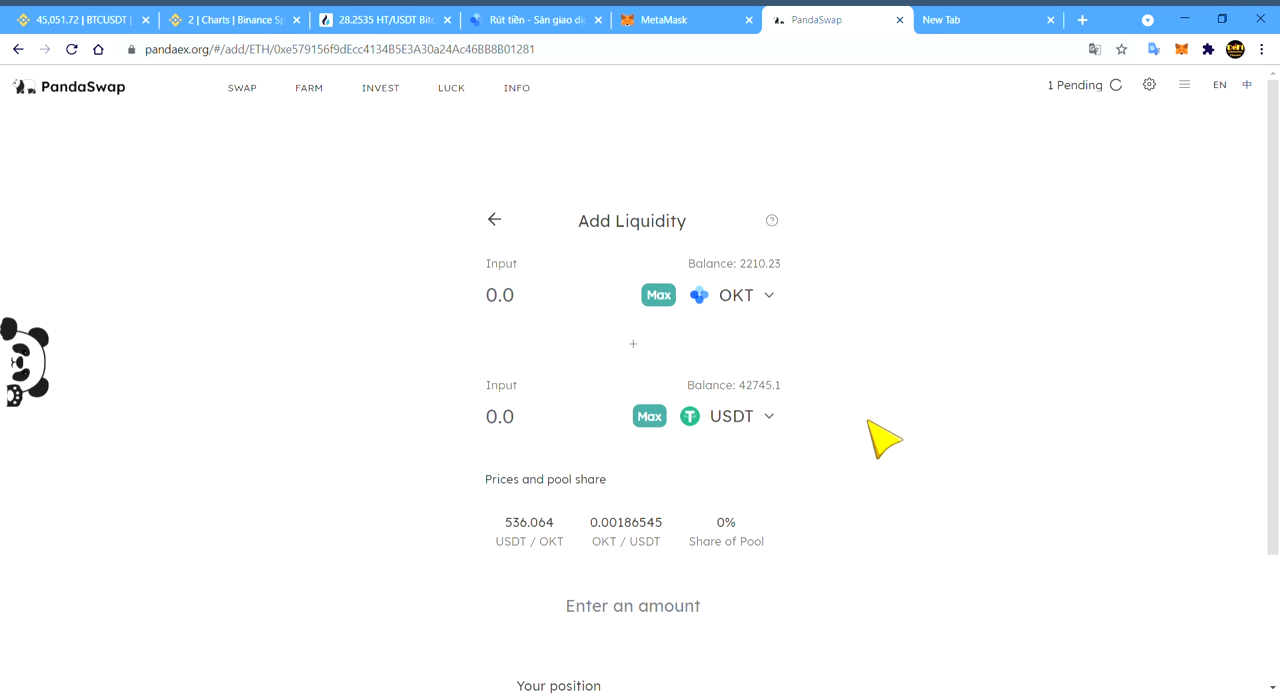 45,051.72 | BTCUSDT |
2 | Charts | Binance Sp
28.2535 HT/USDT Bitc
Rút tiền - Sàn giao dịc
MetaMask
PandaSwap
New Tab
pandaex.org/#/add/ETH/0xe579156f9dEcc4134B5E3A30a24Ac46BB8B01281
PandaSwap
SWAP
FARM
INVEST
LUCK
INFO
1 Pending
EN
中
Add Liquidity
Input
Balance: 2210.23
0.0
Max
OKT
+
Input
Balance: 42745.1
0.0
Max
USDT
Prices and pool share
536.064
0.00186545
0%
USDT / OKT
OKT / USDT
Share of Pool
Enter an amount
Your position